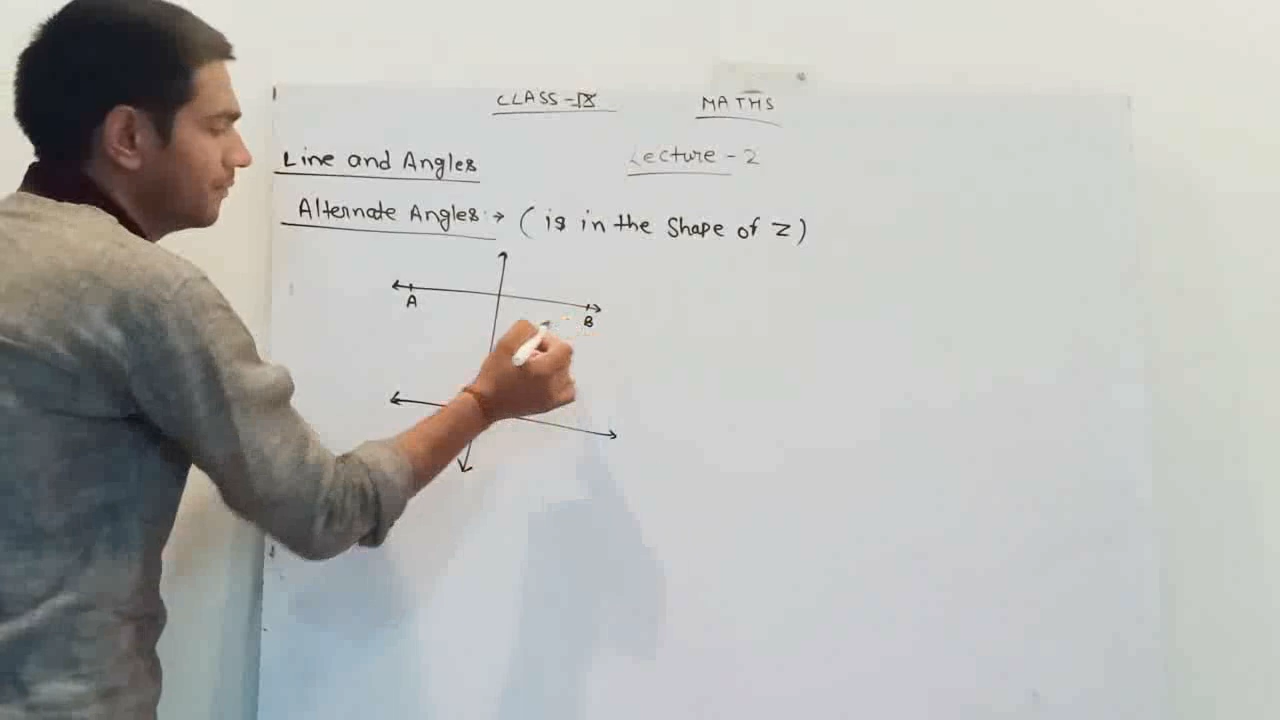 CLASS-IX MATHS
Line and Angles Lecture - 2
Alternate Angles :→ ( is in the Shape of Z )
A
B